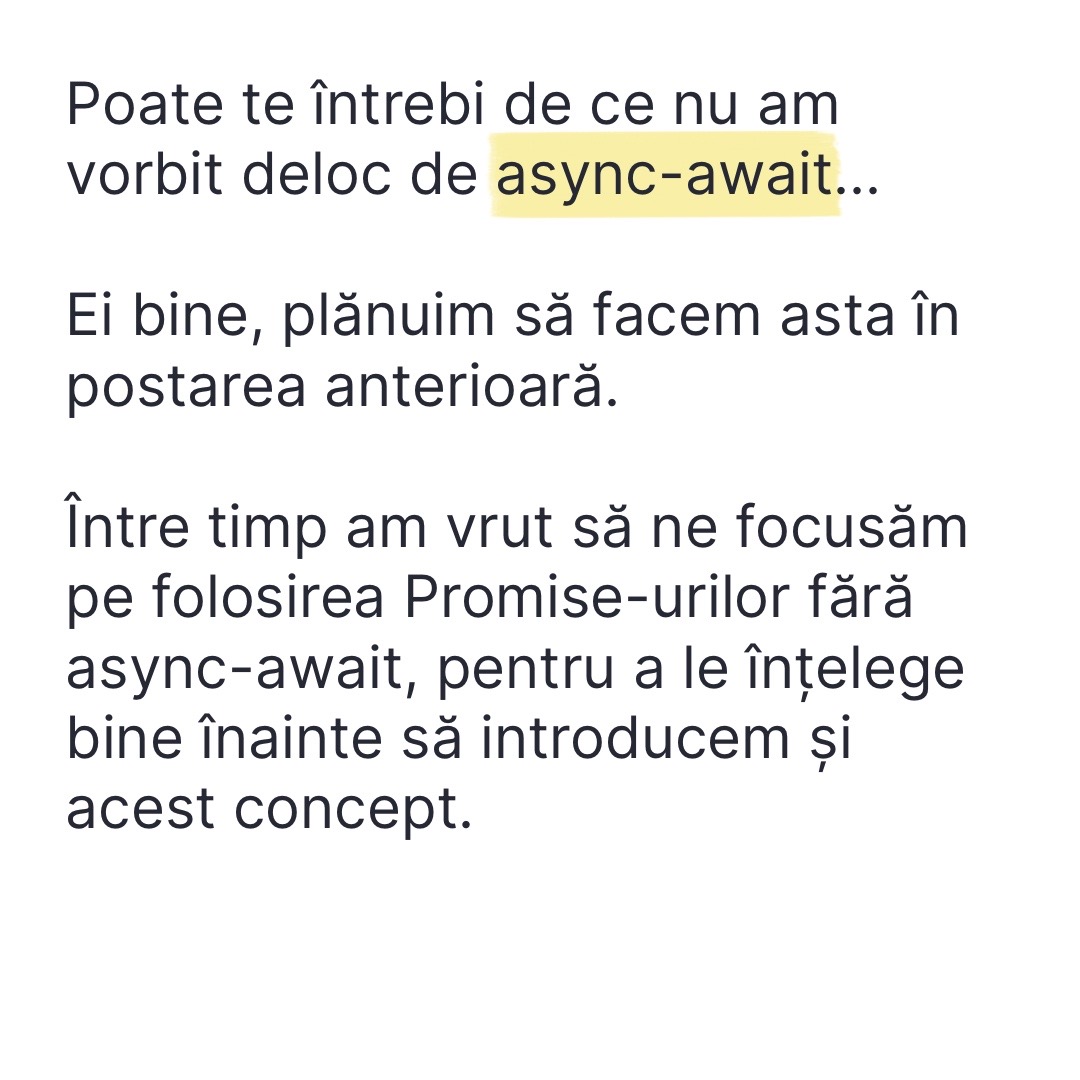 Poate te întrebi de ce nu am
vorbit deloc de async-await...
Ei bine, plănuim să facem asta în
postarea anterioară.
Între timp am vrut să ne focusăm
pe folosirea Promise-urilor fără
async-await, pentru a le înțelege
bine înainte să introducem și
acest concept.